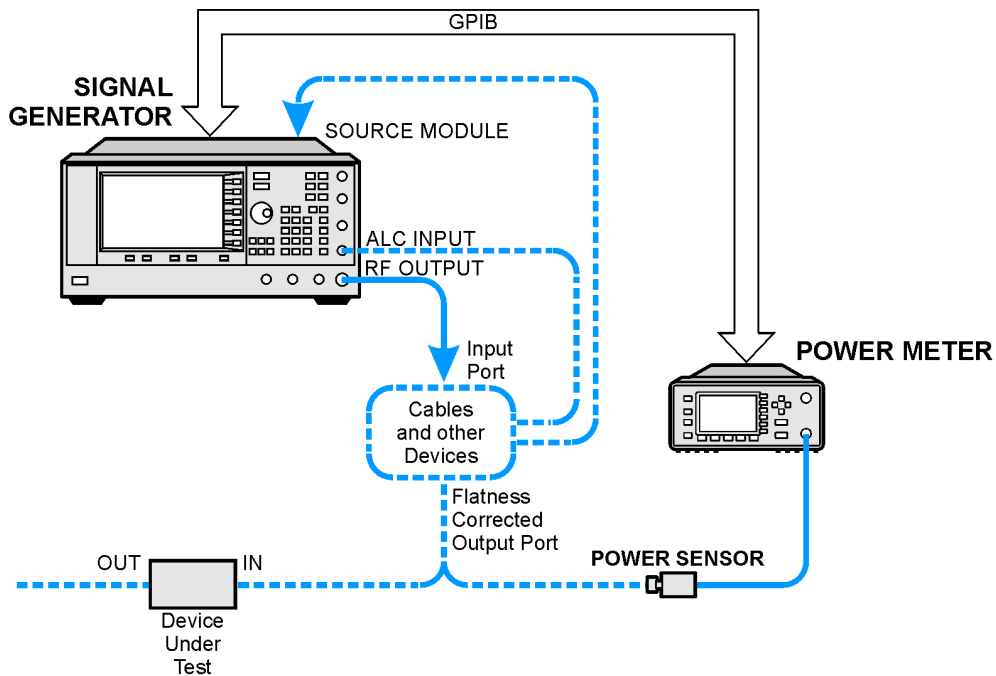 GPIB
SIGNAL
GENERATOR
SOURCE MODULE
ALC INPUT
RF OUTPUT
Input
Port
POWER METER
Cables
and other
Devices
Flatness
Corrected
Output Port
POWER SENSOR
OUT
IN
Device
Under
Test